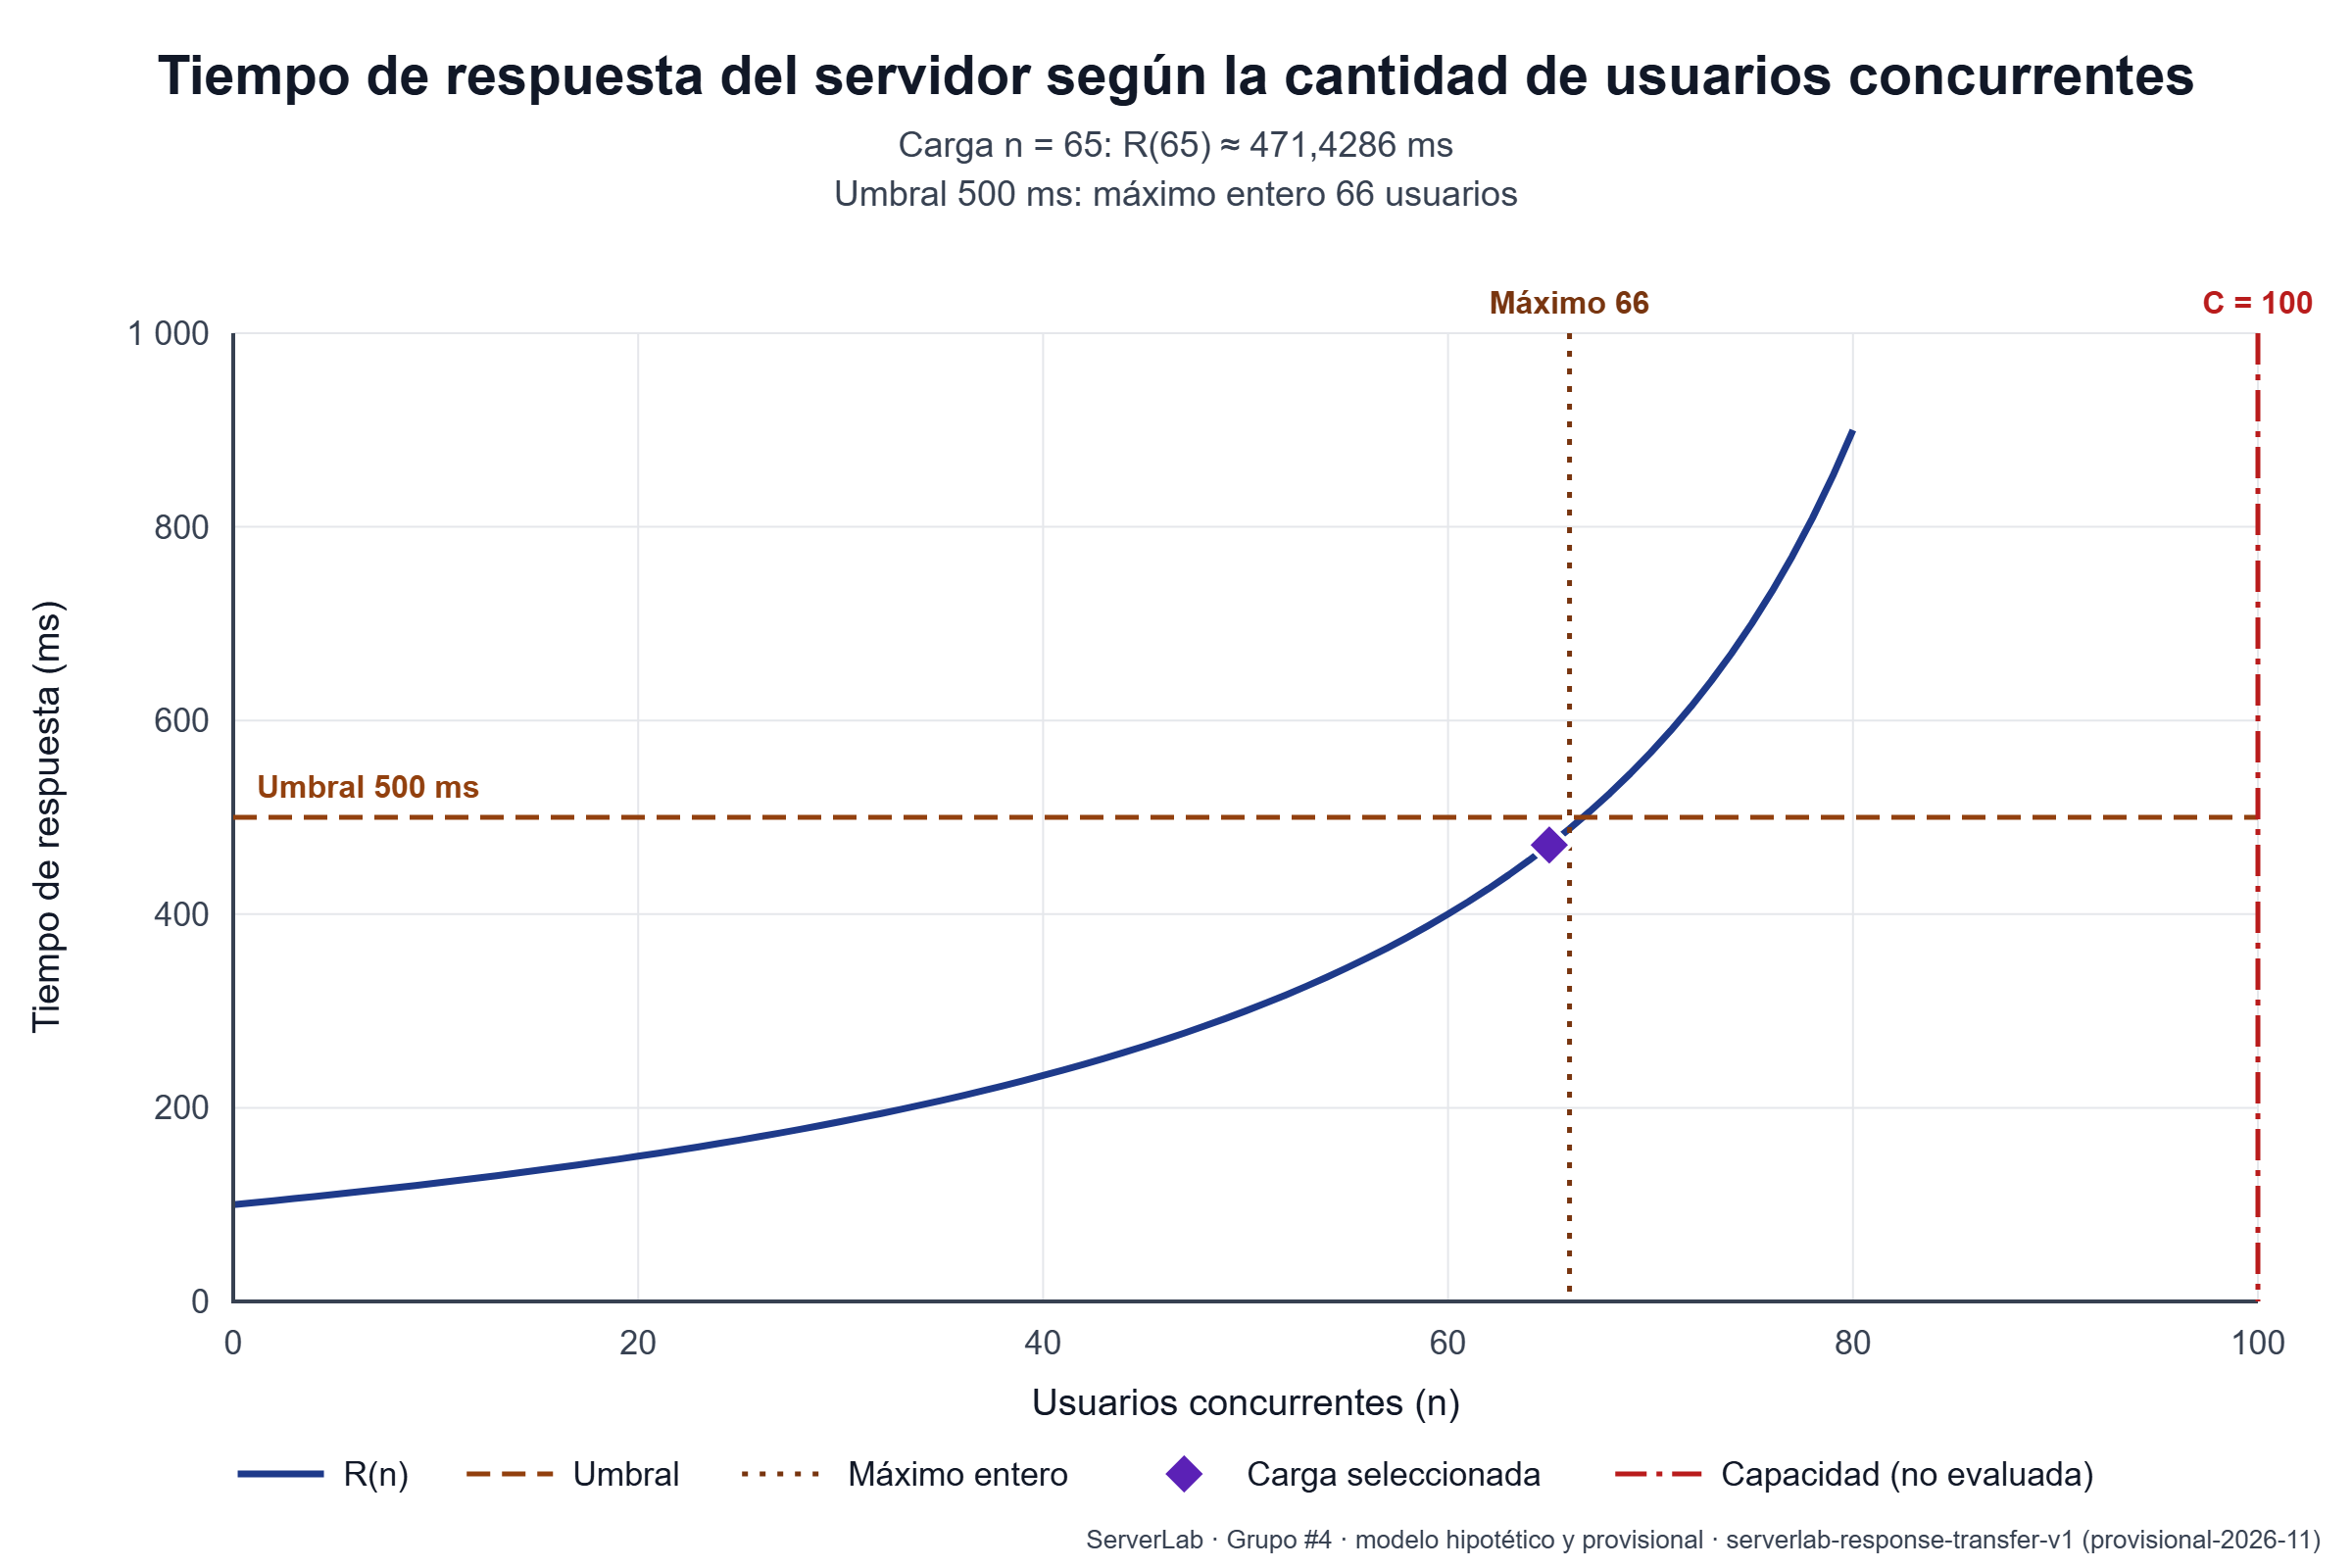 Tiempo de respuesta del servidor según la cantidad de usuarios concurrentes
Carga n = 65: R(65) ≈ 471,4286 ms
Umbral 500 ms: máximo entero 66 usuarios
Máximo 66
C = 100
1 000
800
600
400
200
0
Tiempo de respuesta (ms)
Umbral 500 ms
0
20
40
60
80
100
Usuarios concurrentes (n)
R(n)
Umbral
Máximo entero
Carga seleccionada
Capacidad (no evaluada)
ServerLab · Grupo #4 · modelo hipotético y provisional · serverlab-response-transfer-v1 (provisional-2026-11)